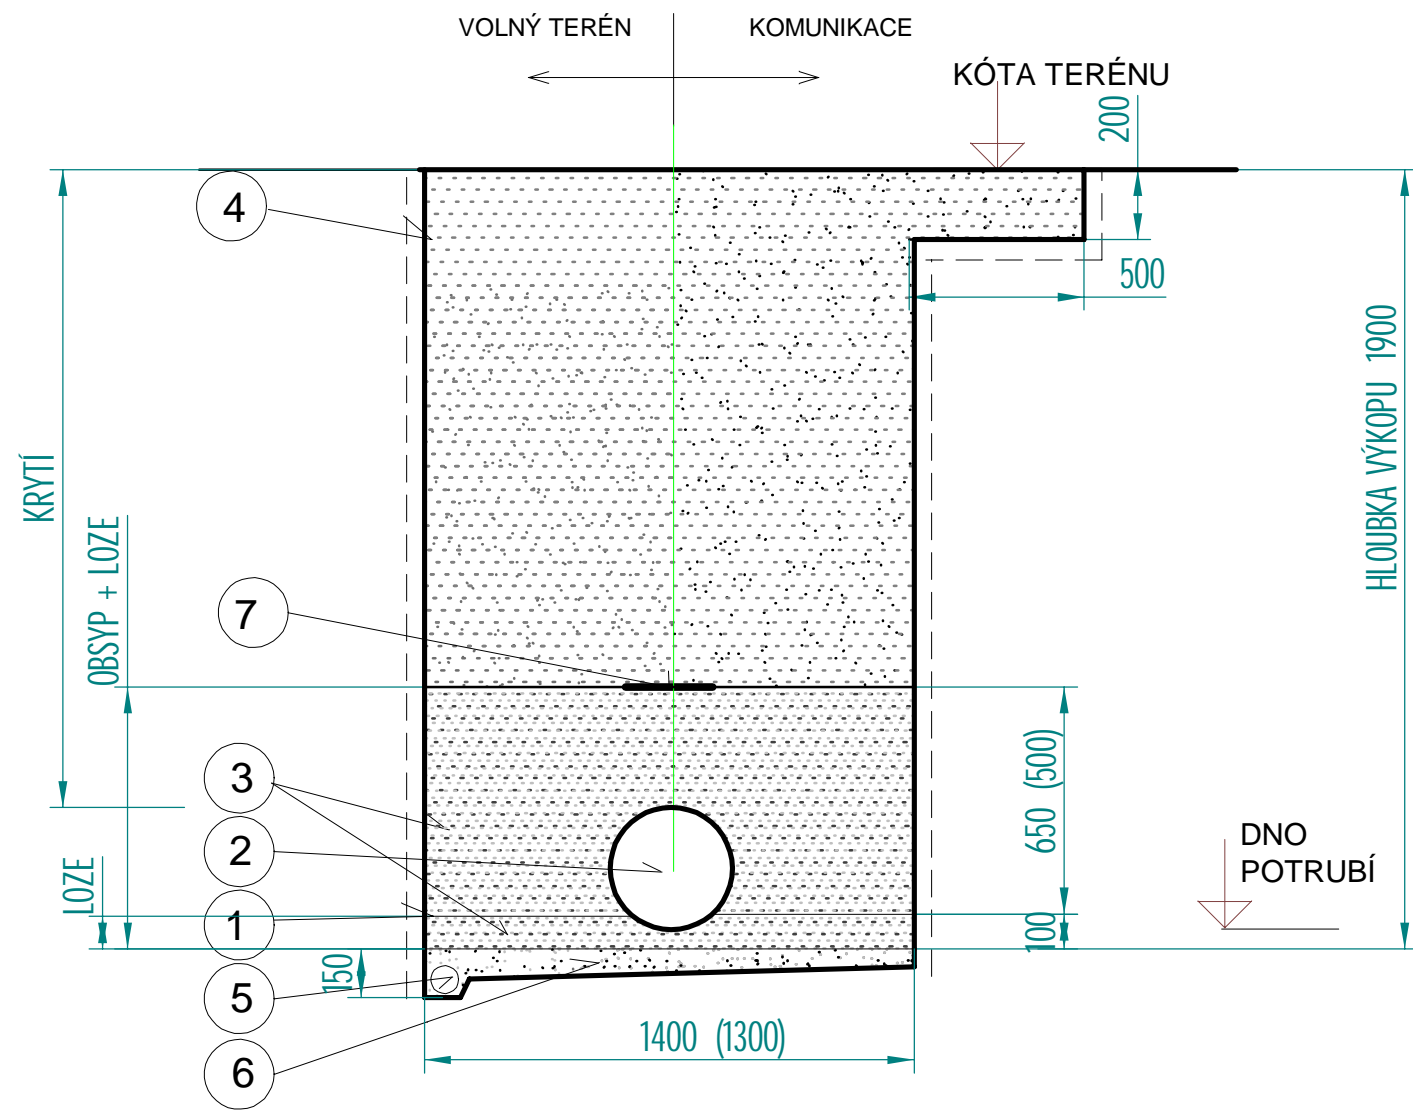 VOLNÝ TERÉN
KOMUNIKACE
KÓTA TERÉNU
200
4
500
HLOUBKA VÝKOPU 1900
KRYTÍ
OBSYP + LOZE
7
3
650 (500)
2
DNO
POTRUBÍ
LOZE
1
100
150
5
1400 (1300)
6